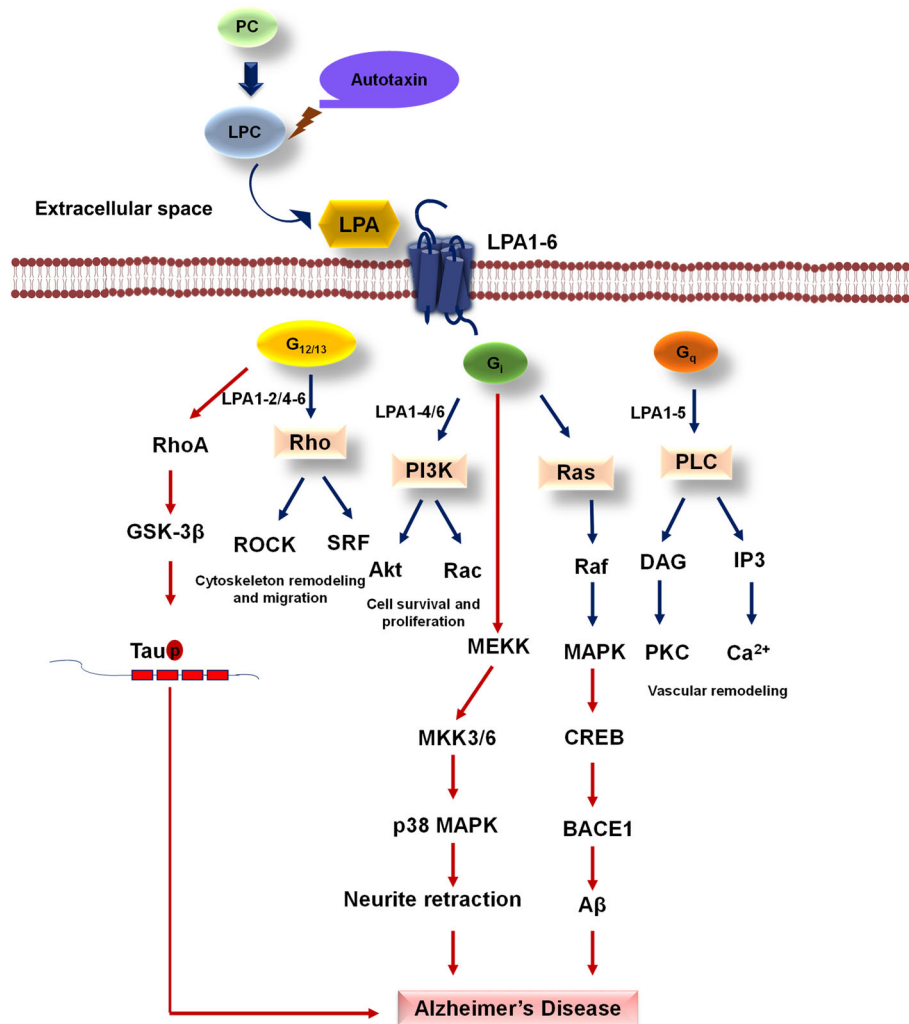 PC
Autotaxin
LPC
Extracellular space
LPA
LPA1-6
G12/13
Gi
Gq
LPA1-2/4-6
LPA1-4/6
LPA1-5
RhoA
Rho
PI3K
Ras
PLC
GSK-3β
ROCK
SRF
Akt
Rac
Raf
DAG
IP3
Cytoskeleton remodeling
and migration
Cell survival and
proliferation
Tau p
MEKK
MAPK
PKC
Ca²⁺
Vascular remodeling
MKK3/6
CREB
p38 MAPK
BACE1
Neurite retraction
Aβ
Alzheimer’s Disease